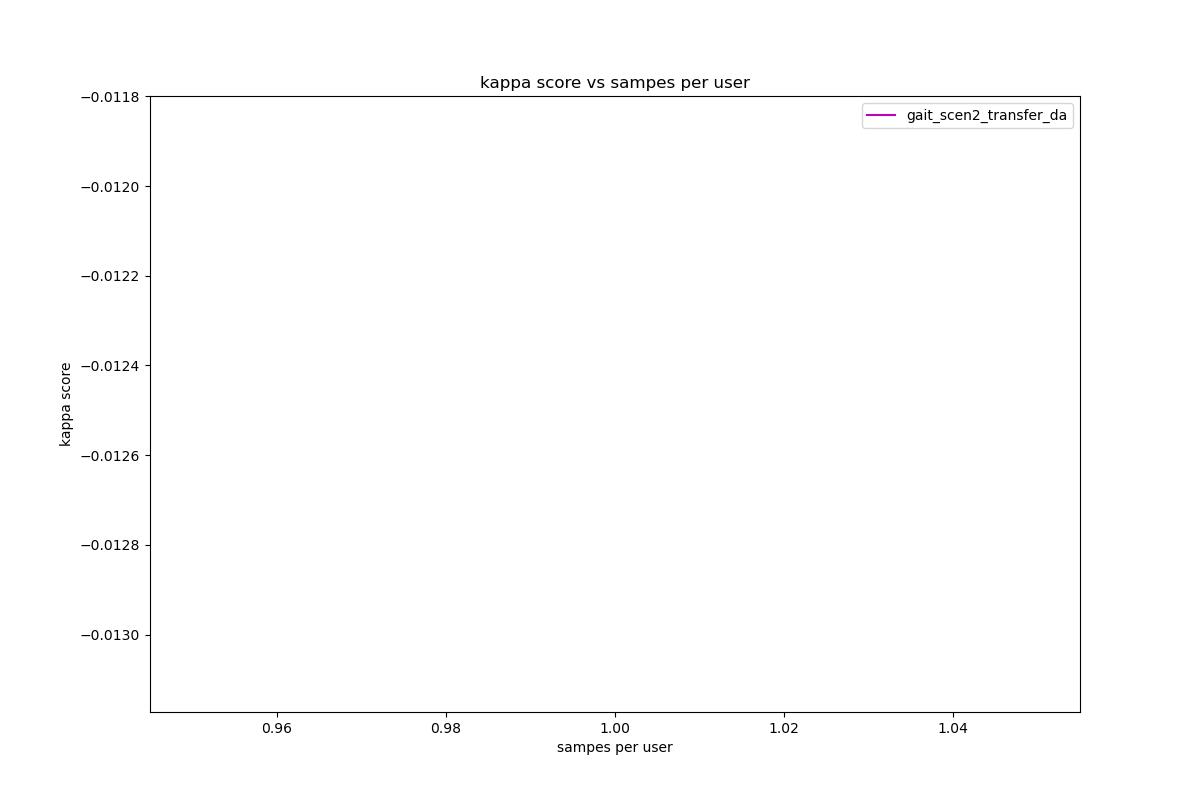 kappa score vs sampes per user
gait_scen2_transfer_da
−0.0118
−0.0120
−0.0122
−0.0124
−0.0126
−0.0128
−0.0130
kappa score
0.96 0.98 1.00 1.02 1.04
sampes per user